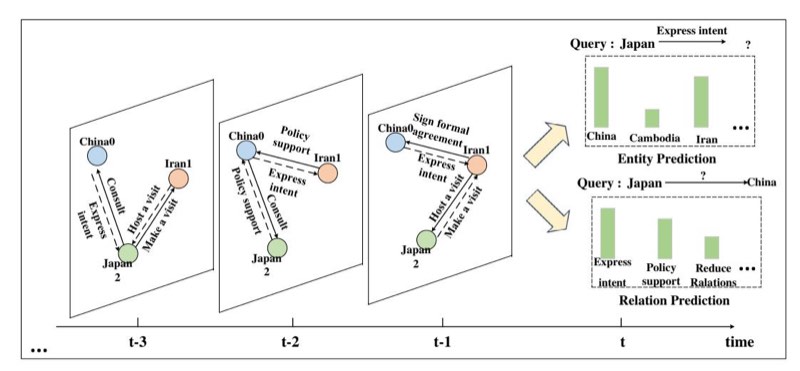 China0
Iran1
Consult
Express
intent
Host a visit
Make a visit
Japan
2
China0
Policy
support
Iran1
Express
intent
Policy support
Consult
Japan
2
Sign formal
agreement
China0
Iran1
Express
intent
Host a visit
Make a visit
Japan
2
Express intent
Query : Japan ?
China Cambodia Iran ...
Entity Prediction
?
Query : Japan China
Express
intent
Policy
support
Reduce
Ralations
...
Relation Prediction
... t-3 t-2 t-1 t time